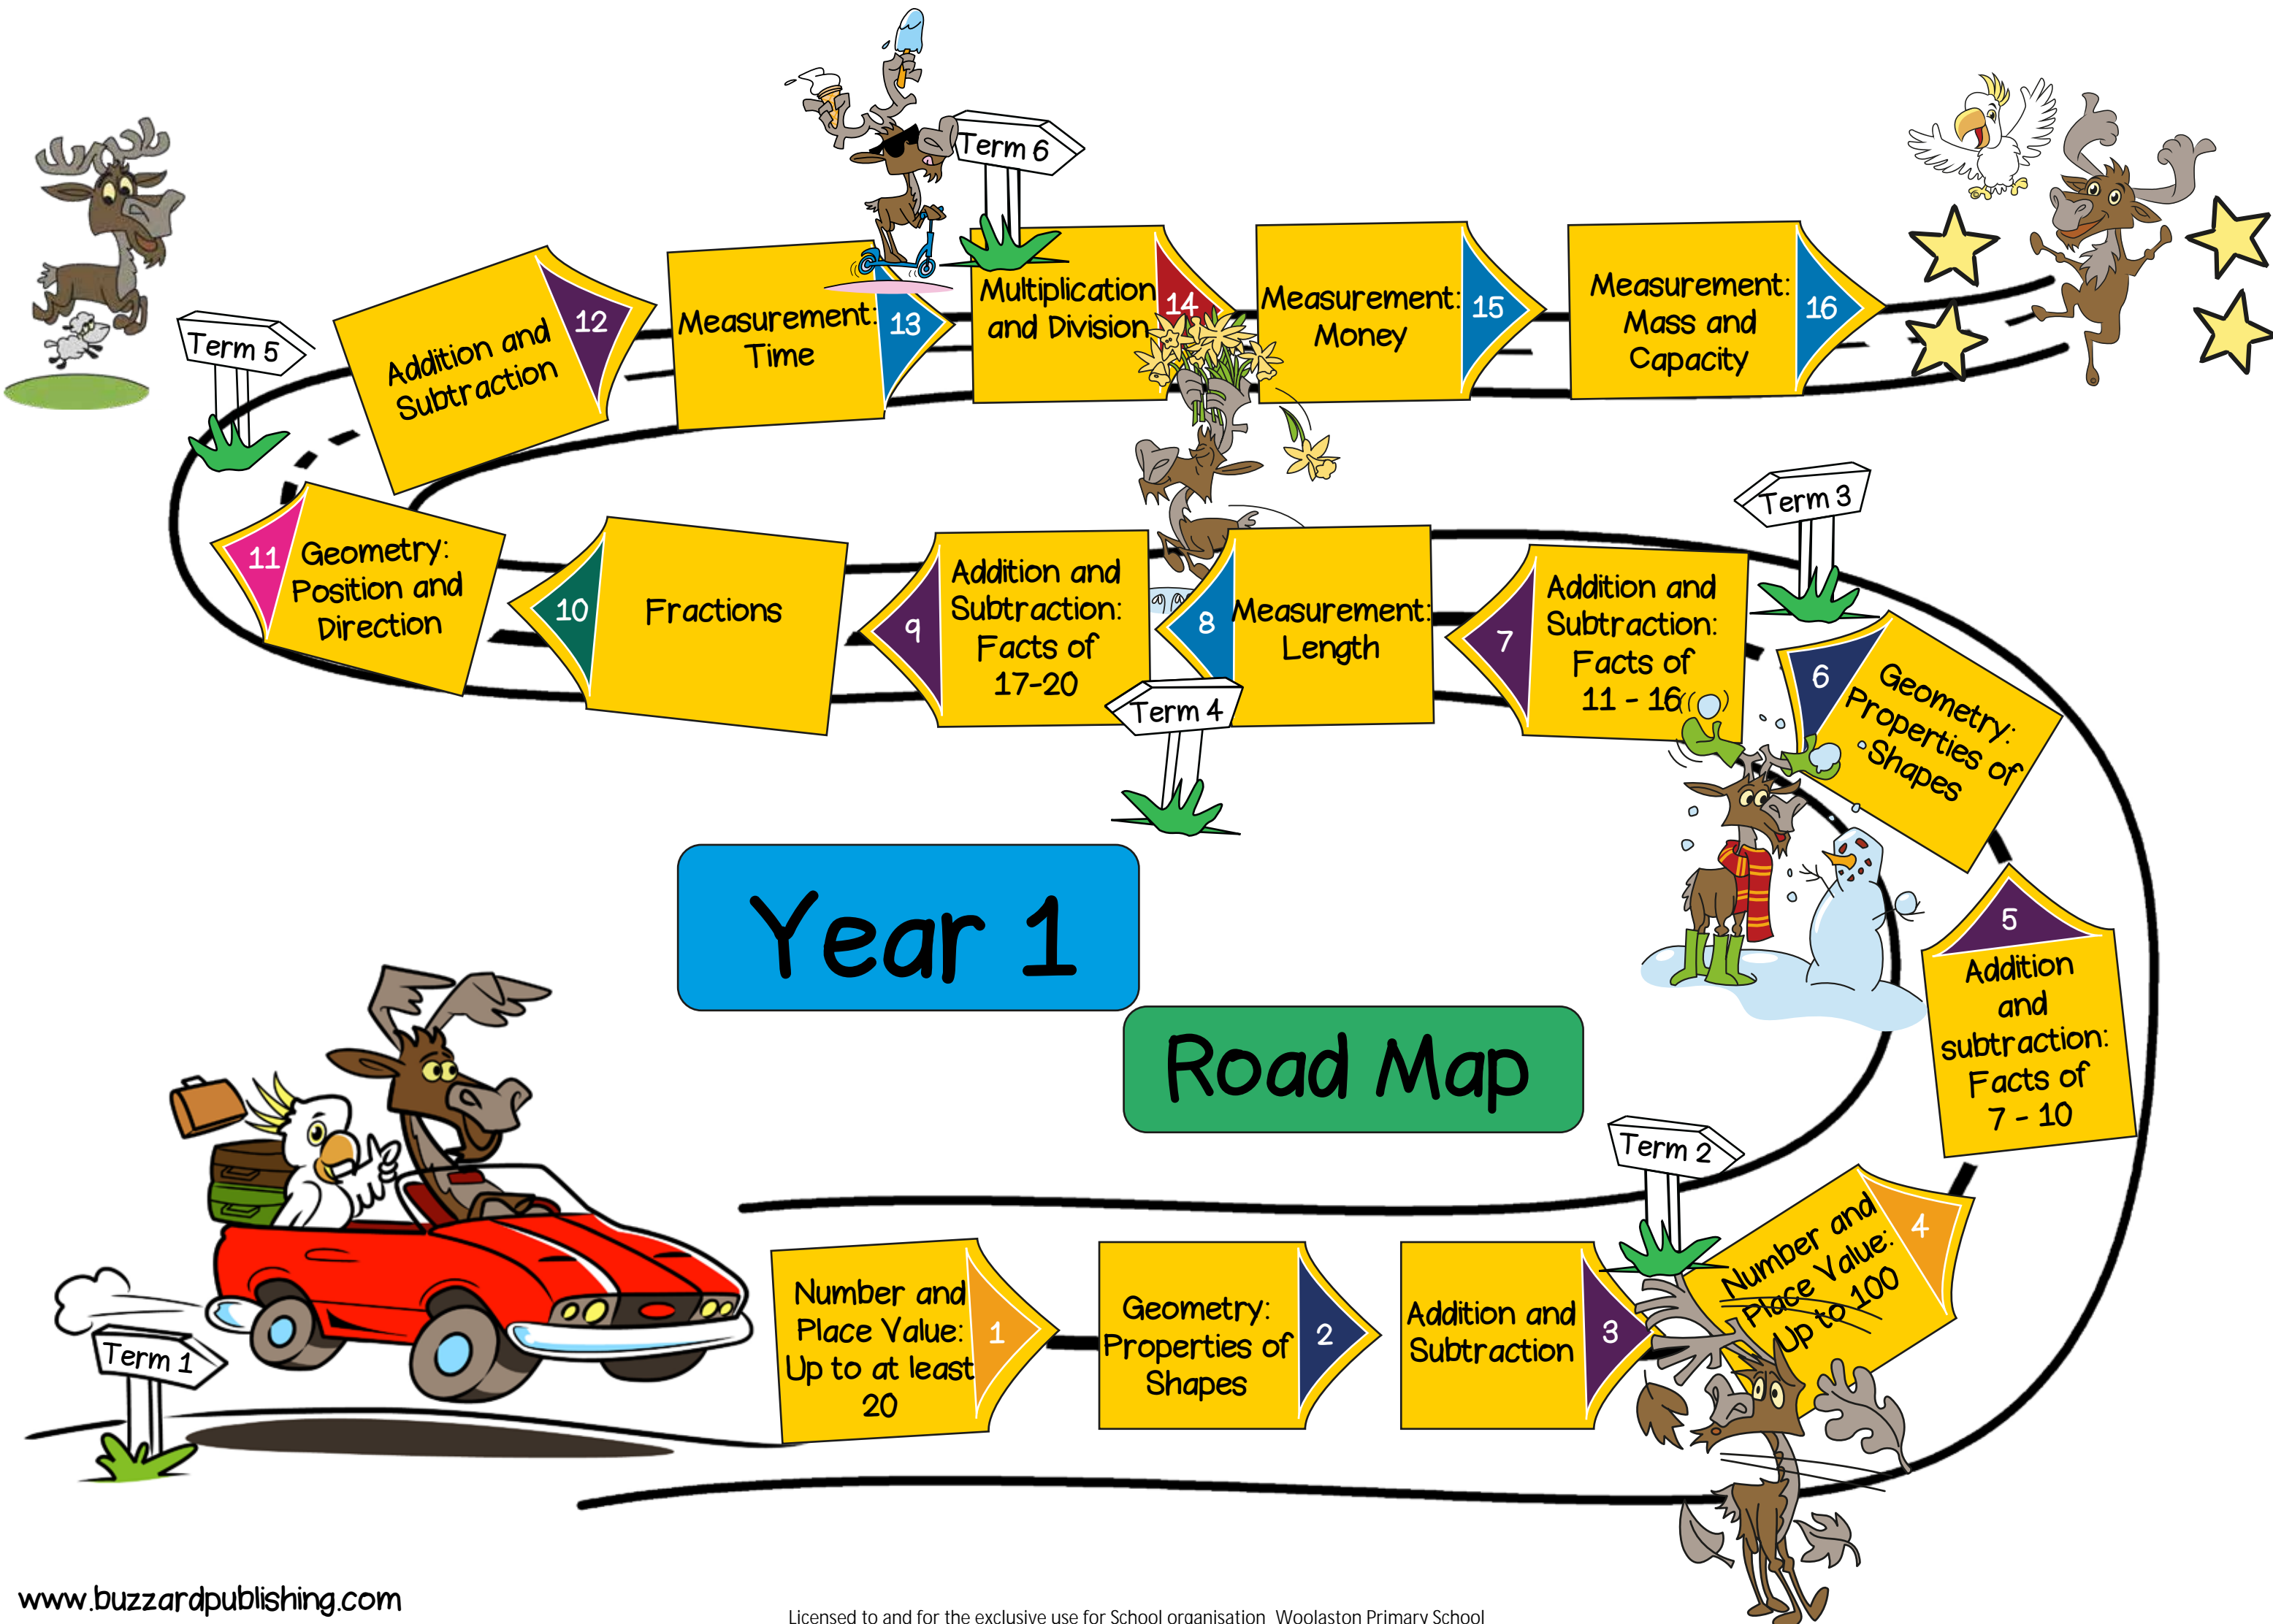 Term 6
Term 5
12
Addition and
Subtraction
Measurement:
Time
13
Multiplication
and Division
14
Measurement:
Money
15
Measurement:
Mass and
Capacity
16
Term 3
11
Geometry:
Position and
Direction
10
Fractions
9
Addition and
Subtraction:
Facts of
17-20
8
Measurement:
Length
7
Addition and
Subtraction:
Facts of
11 - 16
6
Geometry:
Properties of
Shapes
Term 4
Year 1
Road Map
5
Addition
and
subtraction:
Facts of
7 - 10
Term 2
Term 1
Number and
Place Value:
Up to at least
20
1
Geometry:
Properties of
Shapes
2
Addition and
Subtraction
3
Number and
Place Value:
Up to 100
4
www.buzzardpublishing.com
Licensed to and for the exclusive use for School organisation Woolaston Primary School